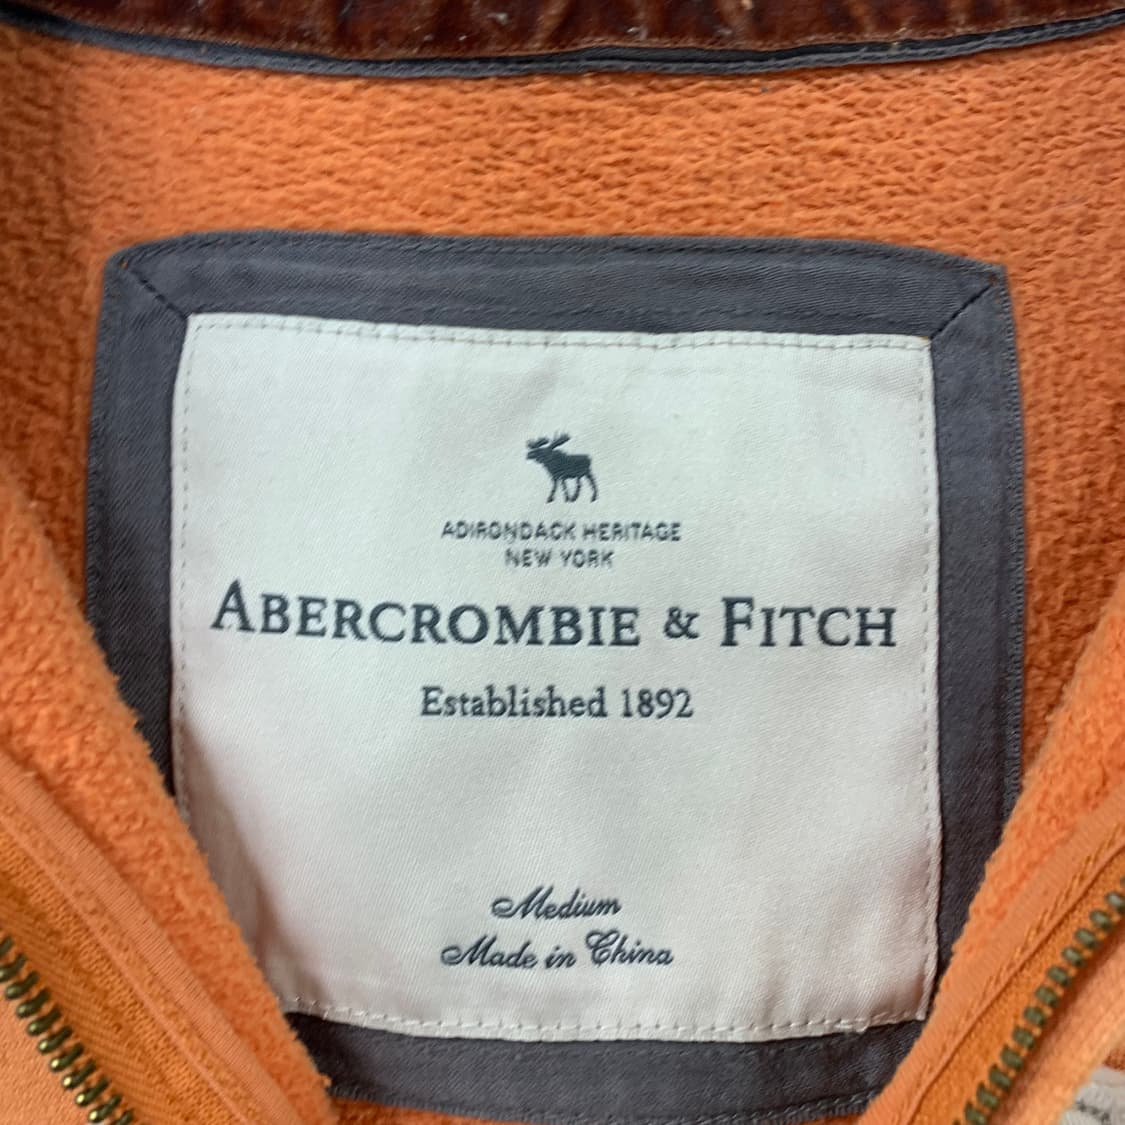 ADIRONDACK HERITAGE
NEW YORK
ABERCROMBIE & FITCH
Established 1892
Medium
Made in China